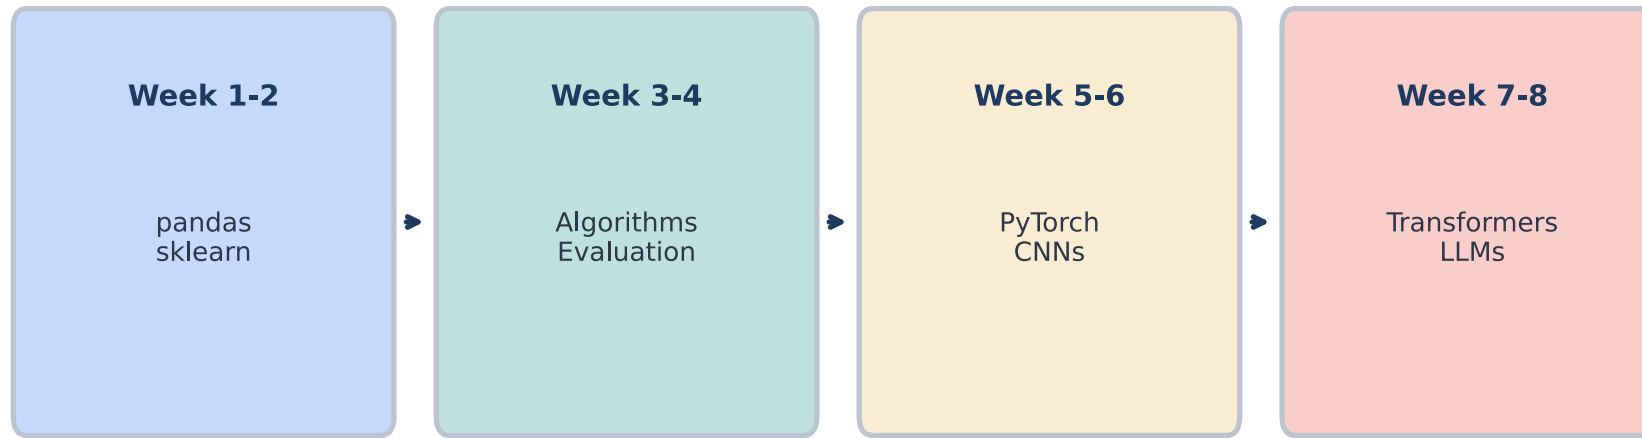 Week 1-2
pandas
sklearn
Week 3-4
Algorithms
Evaluation
Week 5-6
PyTorch
CNNs
Week 7-8
Transformers
LLMs